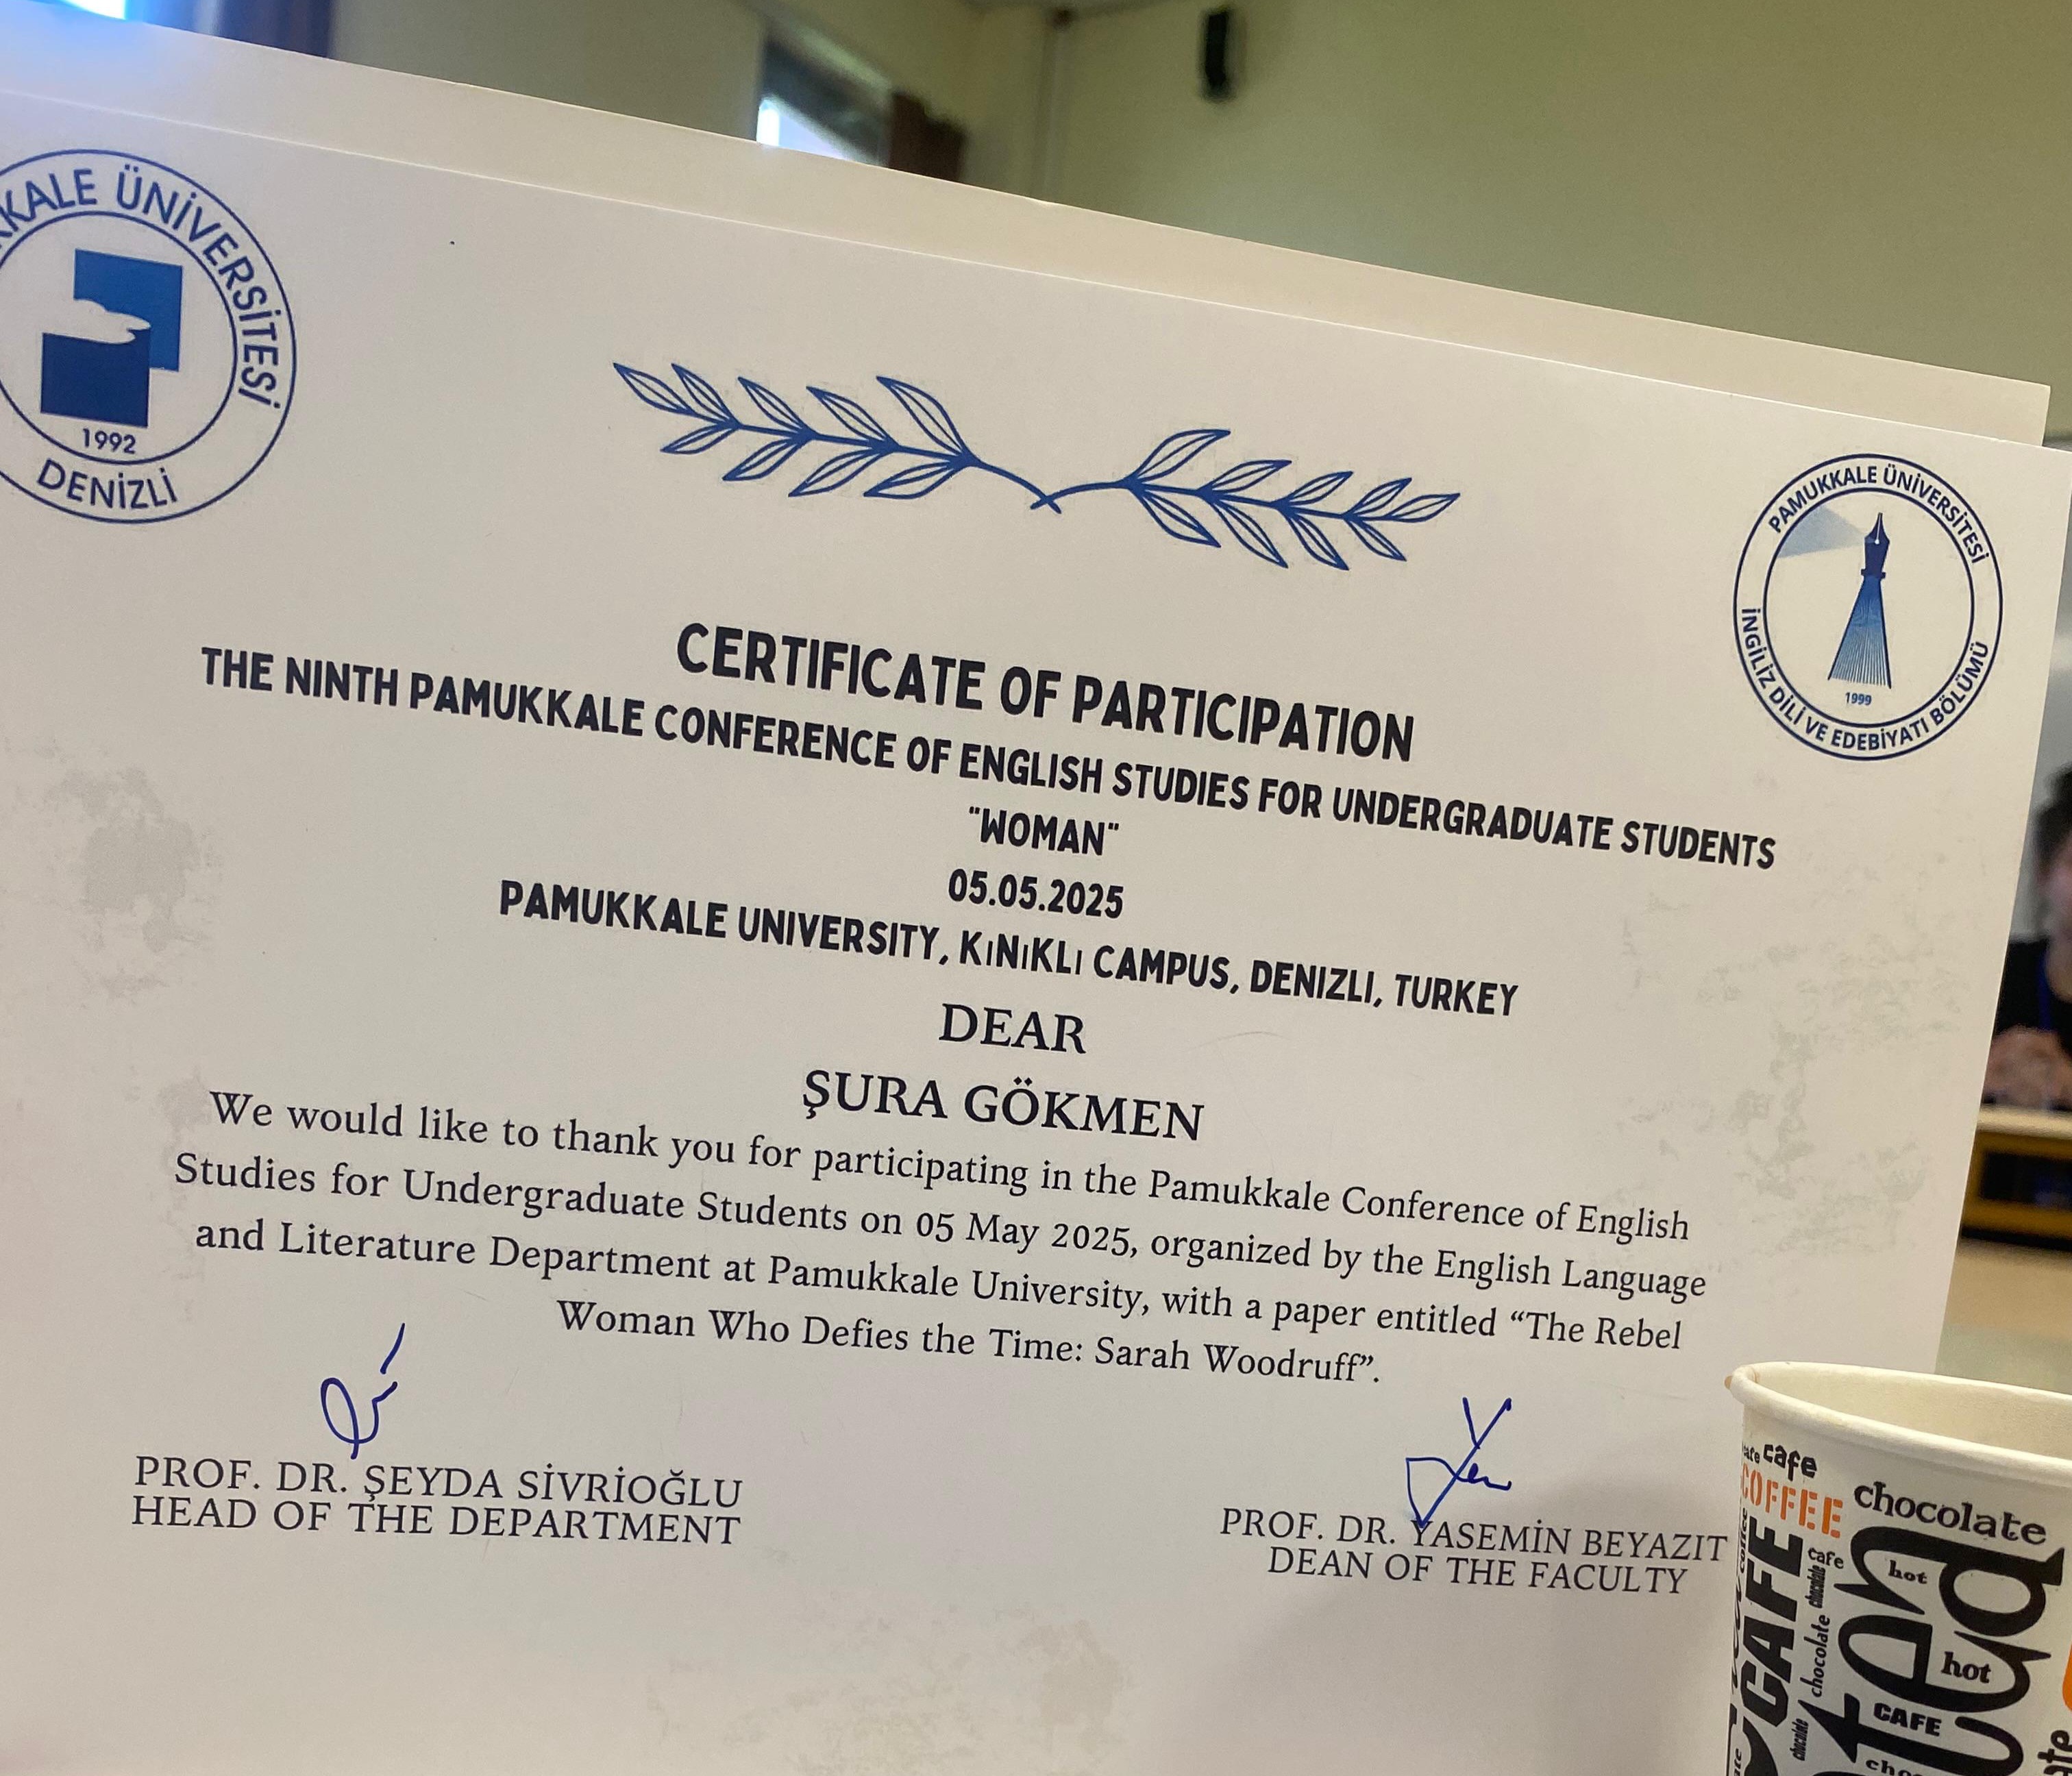 KALE ÜNİVERSİTESİ
1992
DENİZLİ
PAMUKKALE ÜNİVERSİTESİ
1999
İNGİLİZ DİLİ VE EDEBİYATI BÖLÜMÜ
CERTIFICATE OF PARTICIPATION
THE NINTH PAMUKKALE CONFERENCE OF ENGLISH STUDIES FOR UNDERGRADUATE STUDENTS
"WOMAN"
05.05.2025
PAMUKKALE UNIVERSITY, KıNıKLı CAMPUS, DENIZLI, TURKEY
DEAR
ŞURA GÖKMEN
We would like to thank you for participating in the Pamukkale Conference of English
Studies for Undergraduate Students on 05 May 2025, organized by the English Language
and Literature Department at Pamukkale University, with a paper entitled “The Rebel
Woman Who Defies the Time: Sarah Woodruff”.
PROF. DR. ŞEYDA SİVRİOĞLU
HEAD OF THE DEPARTMENT
PROF. DR. YASEMİN BEYAZIT
DEAN OF THE FACULTY
cafe
COFFEE
chocolate
CAFE
cafe
hot
chocolate
tea
hot
CAFE